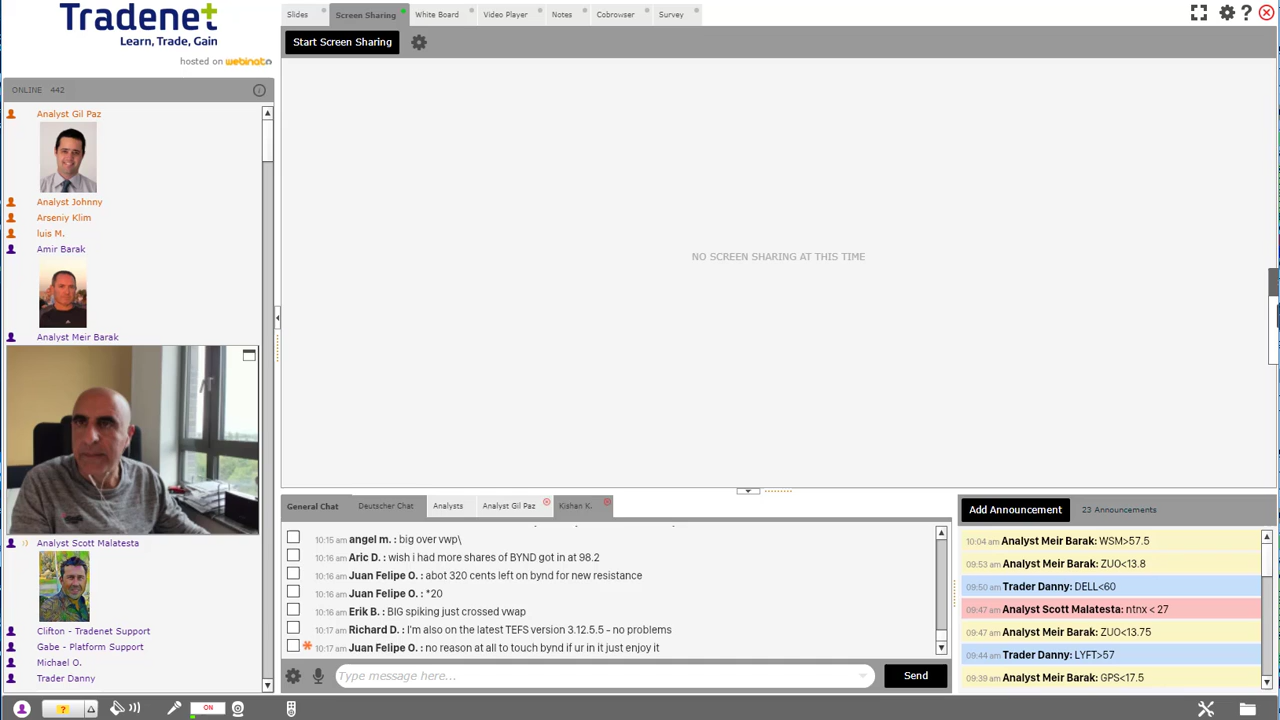 Tradenet
Learn, Trade, Gain
hosted on webinato
Slides
Screen Sharing
White Board
Video Player
Notes
Cobrowser
Survey
Start Screen Sharing
ONLINE 442
Analyst Gil Paz
Analyst Johnny
Arseniy Klim
luis M.
Amir Barak
Analyst Meir Barak
Analyst Scott Malatesta
Clifton - Tradenet Support
Gabe - Platform Support
Michael O.
Trader Danny
NO SCREEN SHARING AT THIS TIME
General Chat
Deutscher Chat
Analysts
Analyst Gil Paz
Kishan K.
10:15 am angel m. : big over vwp\
10:16 am Aric D. : wish i had more shares of BYND got in at 98.2
10:16 am Juan Felipe O. : abot 320 cents left on bynd for new resistance
10:16 am Juan Felipe O. : *20
10:16 am Erik B. : BIG spiking just crossed vwap
10:17 am Richard D. : I'm also on the latest TEFS version 3.12.5.5 - no problems
10:17 am Juan Felipe O. : no reason at all to touch bynd if ur in it just enjoy it
Type message here...
Send
Add Announcement
23 Announcements
10:04 am Analyst Meir Barak: WSM>57.5
09:53 am Analyst Meir Barak: ZUO<13.8
09:50 am Trader Danny: DELL<60
09:47 am Analyst Scott Malatesta: ntnx < 27
09:47 am Analyst Meir Barak: ZUO<13.75
09:44 am Trader Danny: LYFT>57
09:39 am Analyst Meir Barak: GPS<17.5
ON